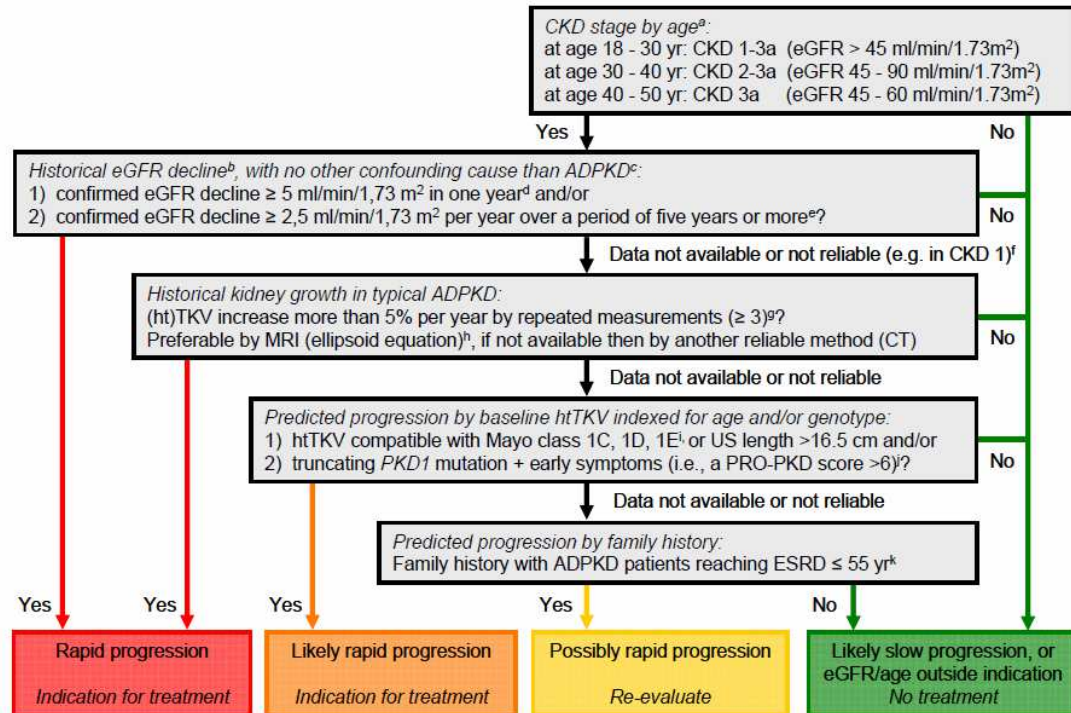 CKD stage by ageᵃ:
at age 18 - 30 yr: CKD 1-3a (eGFR > 45 ml/min/1.73m²)
at age 30 - 40 yr: CKD 2-3a (eGFR 45 - 90 ml/min/1.73m²)
at age 40 - 50 yr: CKD 3a (eGFR 45 - 60 ml/min/1.73m²)
Yes
No
Historical eGFR declineᵇ, with no other confounding cause than ADPKDᶜ:
1) confirmed eGFR decline ≥ 5 ml/min/1,73 m² in one yearᵈ and/or
2) confirmed eGFR decline ≥ 2,5 ml/min/1,73 m² per year over a period of five years or moreᵉ?
No
Data not available or not reliable (e.g. in CKD 1)ᶠ
Historical kidney growth in typical ADPKD:
(ht)TKV increase more than 5% per year by repeated measurements (≥ 3)ᵍ?
Preferable by MRI (ellipsoid equation)ʰ, if not available then by another reliable method (CT)
No
Data not available or not reliable
Predicted progression by baseline htTKV indexed for age and/or genotype:
1) htTKV compatible with Mayo class 1C, 1D, 1Eⁱ, or US length >16.5 cm and/or
2) truncating PKD1 mutation + early symptoms (i.e., a PRO-PKD score >6)ʲ?
No
Data not available or not reliable
Predicted progression by family history:
Family history with ADPKD patients reaching ESRD ≤ 55 yrᵏ
Yes
Yes
Yes
Yes
No
Rapid progression
Indication for treatment
Likely rapid progression
Indication for treatment
Possibly rapid progression
Re-evaluate
Likely slow progression, or
eGFR/age outside indication
No treatment